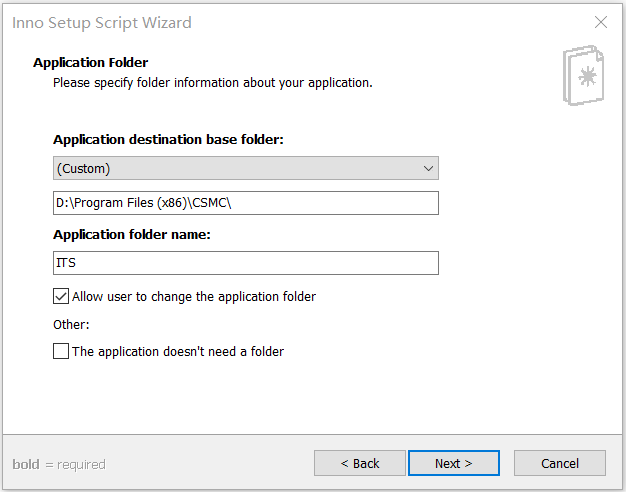 Inno Setup Script Wizard
Application Folder
Please specify folder information about your application.
Application destination base folder:
(Custom)
D:\Program Files (x86)\CSMC\
Application folder name:
ITS
Allow user to change the application folder
Other:
The application doesn't need a folder
bold = required
< Back
Next >
Cancel